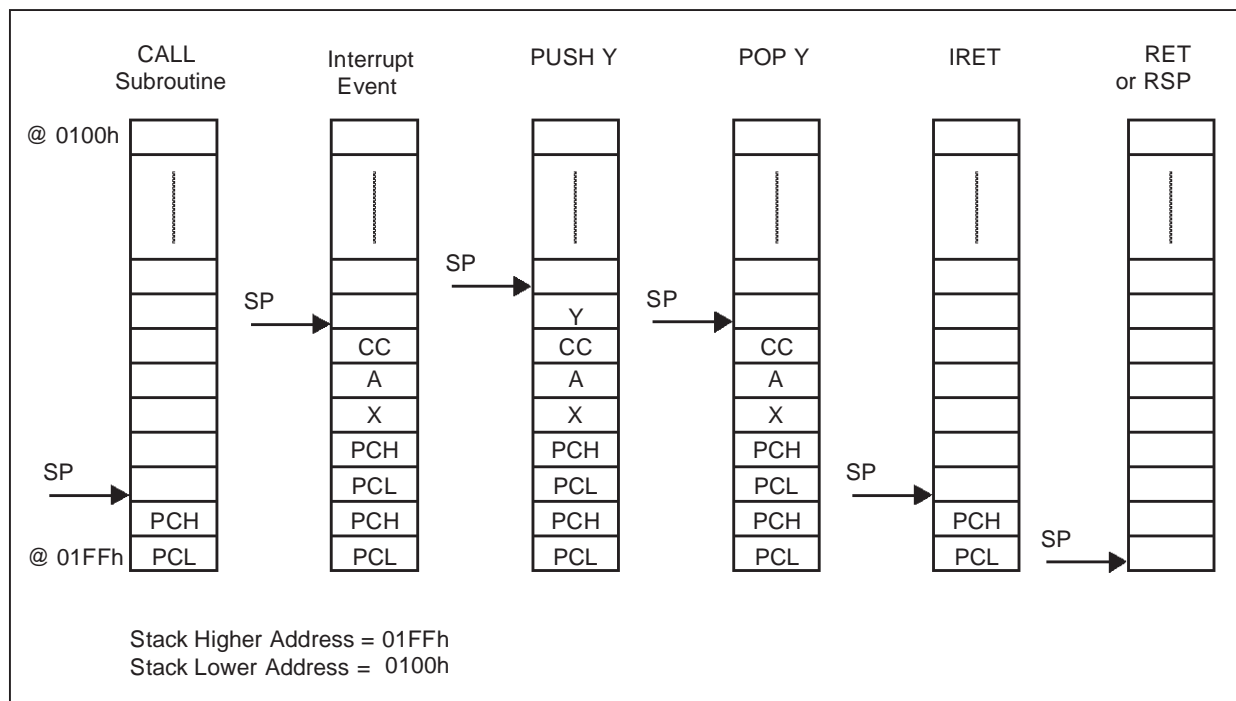 CALL
Subroutine
Interrupt
Event
PUSH Y
POP Y
IRET
RET
or RSP
@ 0100h
SP
SP
Y
SP
CC
CC
CC
A
A
A
X
X
X
PCH
PCH
PCH
SP
PCL
PCL
PCL
SP
PCH
PCH
PCH
PCH
PCH
SP
@ 01FFh
PCL
PCL
PCL
PCL
PCL
Stack Higher Address = 01FFh
Stack Lower Address = 0100h